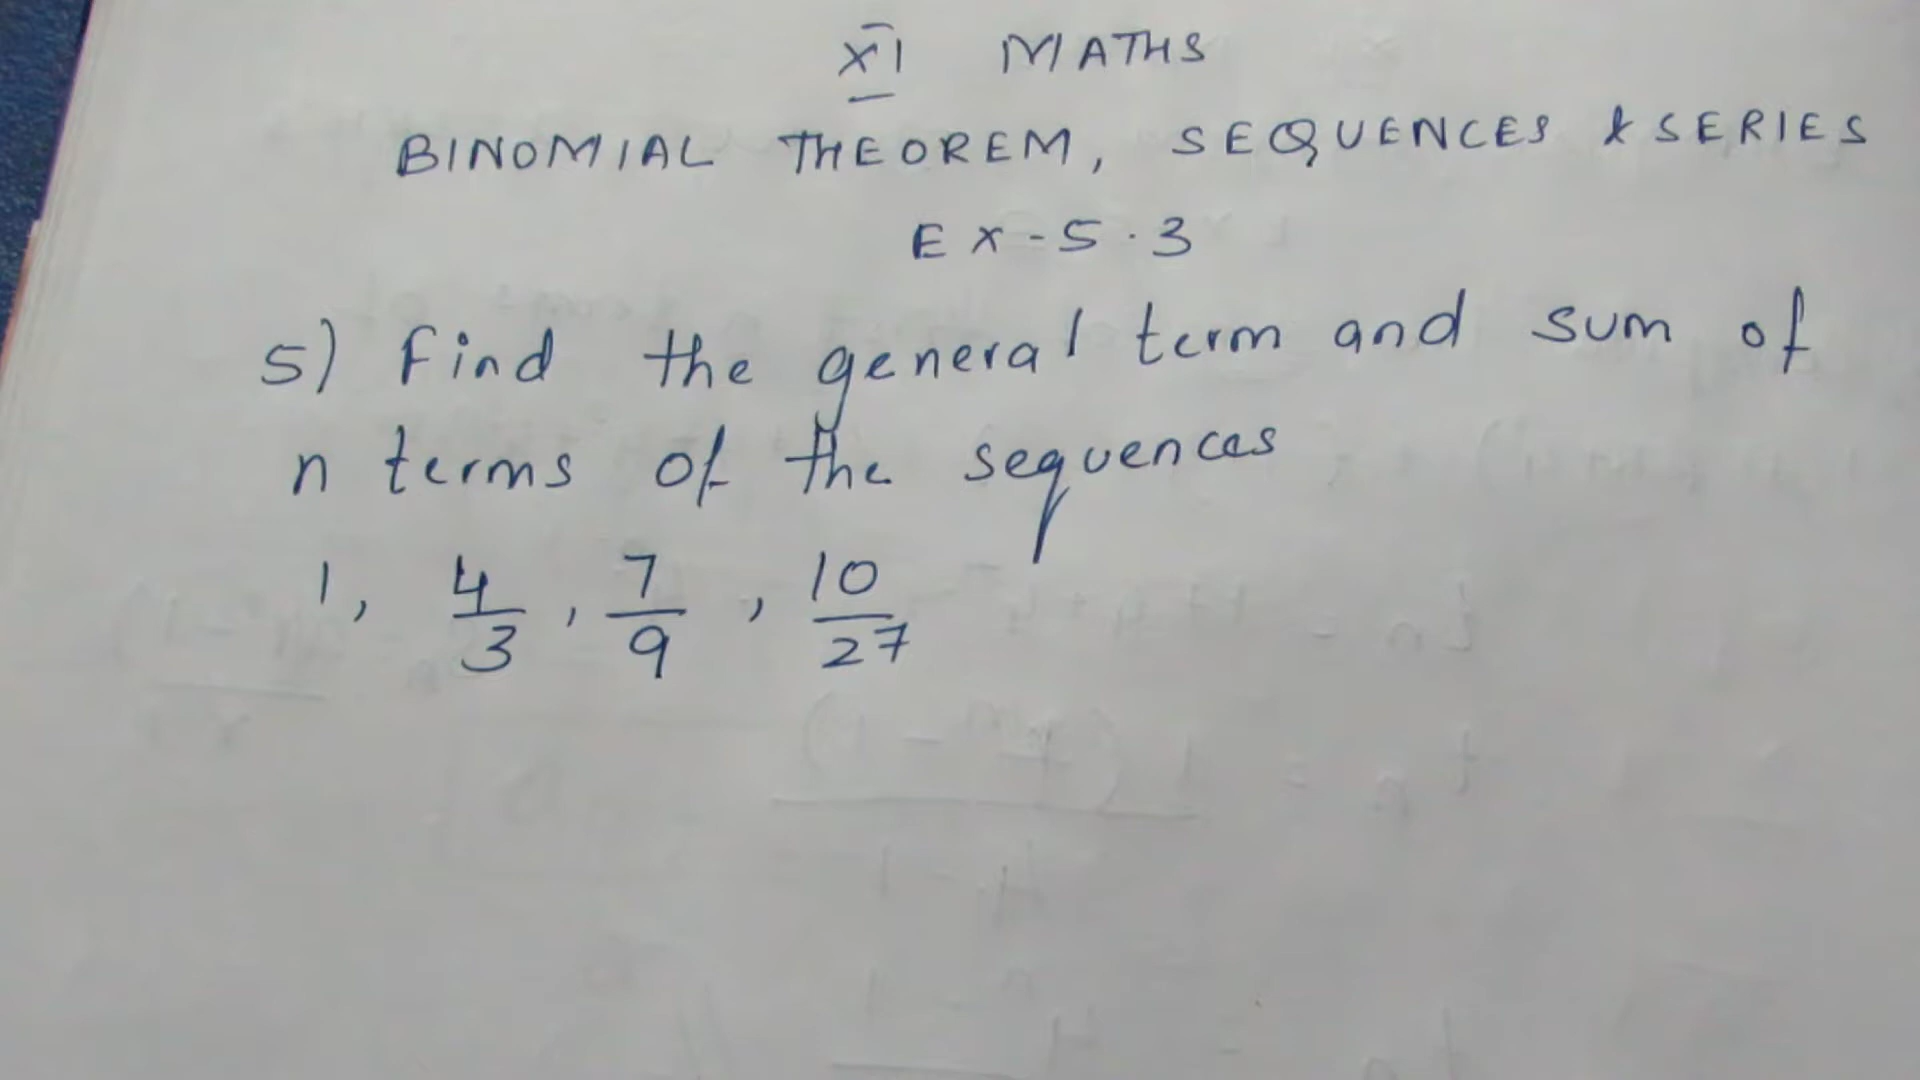 XI MATHS
BINOMIAL THEOREM, SEQUENCES & SERIES
EX-5.3
5) Find the general term and sum of
n terms of the sequences
1, 4/3, 7/9, 10/27